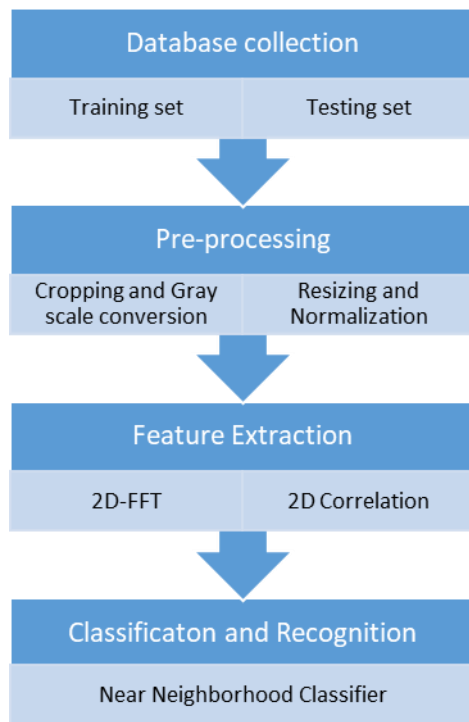 Database collection
Training set
Testing set
Pre-processing
Cropping and Gray
scale conversion
Resizing and
Normalization
Feature Extraction
2D-FFT
2D Correlation
Classificaton and Recognition
Near Neighborhood Classifier